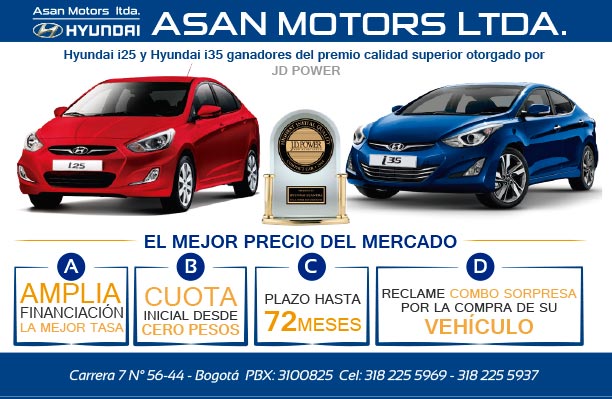 Asan Motors ltda.
HYUNDAI
ASAN MOTORS LTDA.
Hyundai i25 y Hyundai i35 ganadores del premio calidad superior otorgado por
JD POWER
i25
J.D. POWER
i35
EL MEJOR PRECIO DEL MERCADO
A
AMPLIA
FINANCIACIÓN
LA MEJOR TASA
B
CUOTA
INICIAL DESDE
CERO PESOS
C
PLAZO HASTA
72 MESES
D
RECLAME COMBO SORPRESA
POR LA COMPRA DE SU
VEHÍCULO
Carrera 7 N° 56-44 - Bogotá PBX: 3100825 Cel: 318 225 5969 - 318 225 5937